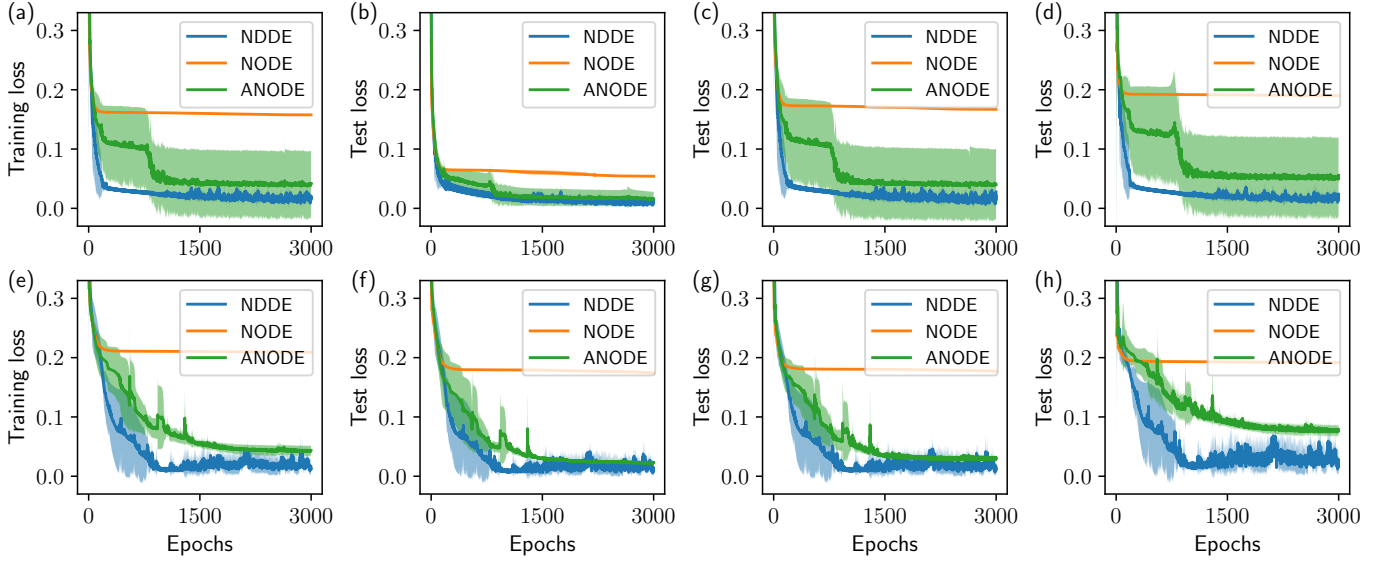 (a)
Training loss
0.3
0.2
0.1
0.0
0
1500
3000
NDDE
NODE
ANODE
(b)
Test loss
0.3
0.2
0.1
0.0
0
1500
3000
NDDE
NODE
ANODE
(c)
Test loss
0.3
0.2
0.1
0.0
0
1500
3000
NDDE
NODE
ANODE
(d)
Test loss
0.3
0.2
0.1
0.0
0
1500
3000
NDDE
NODE
ANODE
(e)
Training loss
0.3
0.2
0.1
0.0
0
1500
3000
Epochs
NDDE
NODE
ANODE
(f)
Test loss
0.3
0.2
0.1
0.0
0
1500
3000
Epochs
NDDE
NODE
ANODE
(g)
Test loss
0.3
0.2
0.1
0.0
0
1500
3000
Epochs
NDDE
NODE
ANODE
(h)
Test loss
0.3
0.2
0.1
0.0
0
1500
3000
Epochs
NDDE
NODE
ANODE